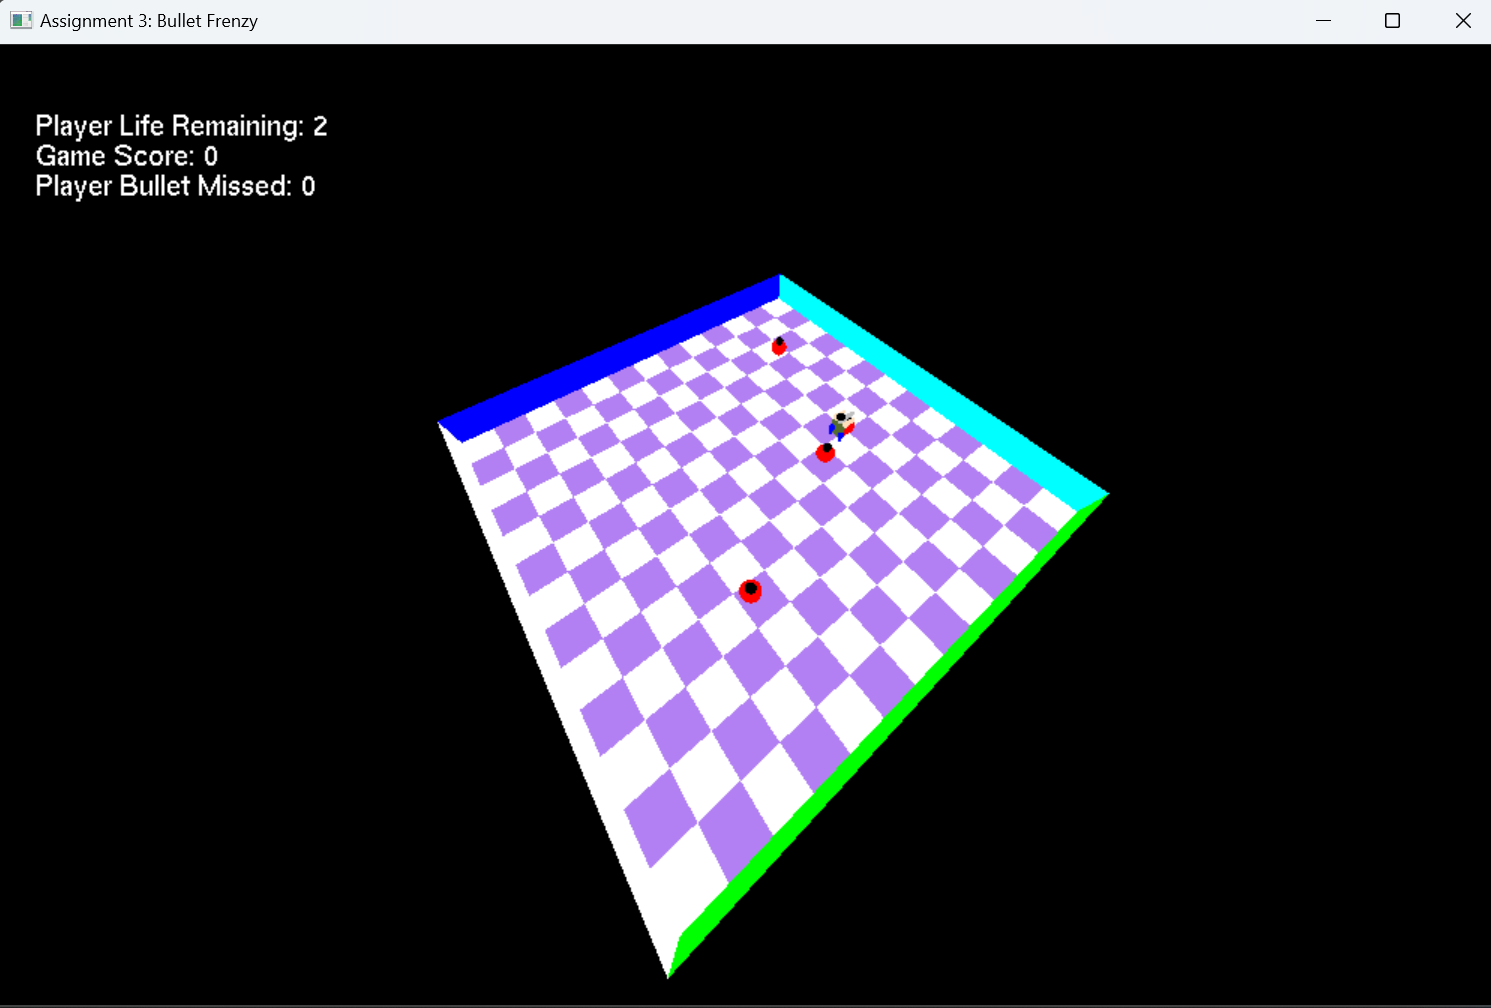 Assignment 3: Bullet Frenzy
Player Life Remaining: 2
Game Score: 0
Player Bullet Missed: 0